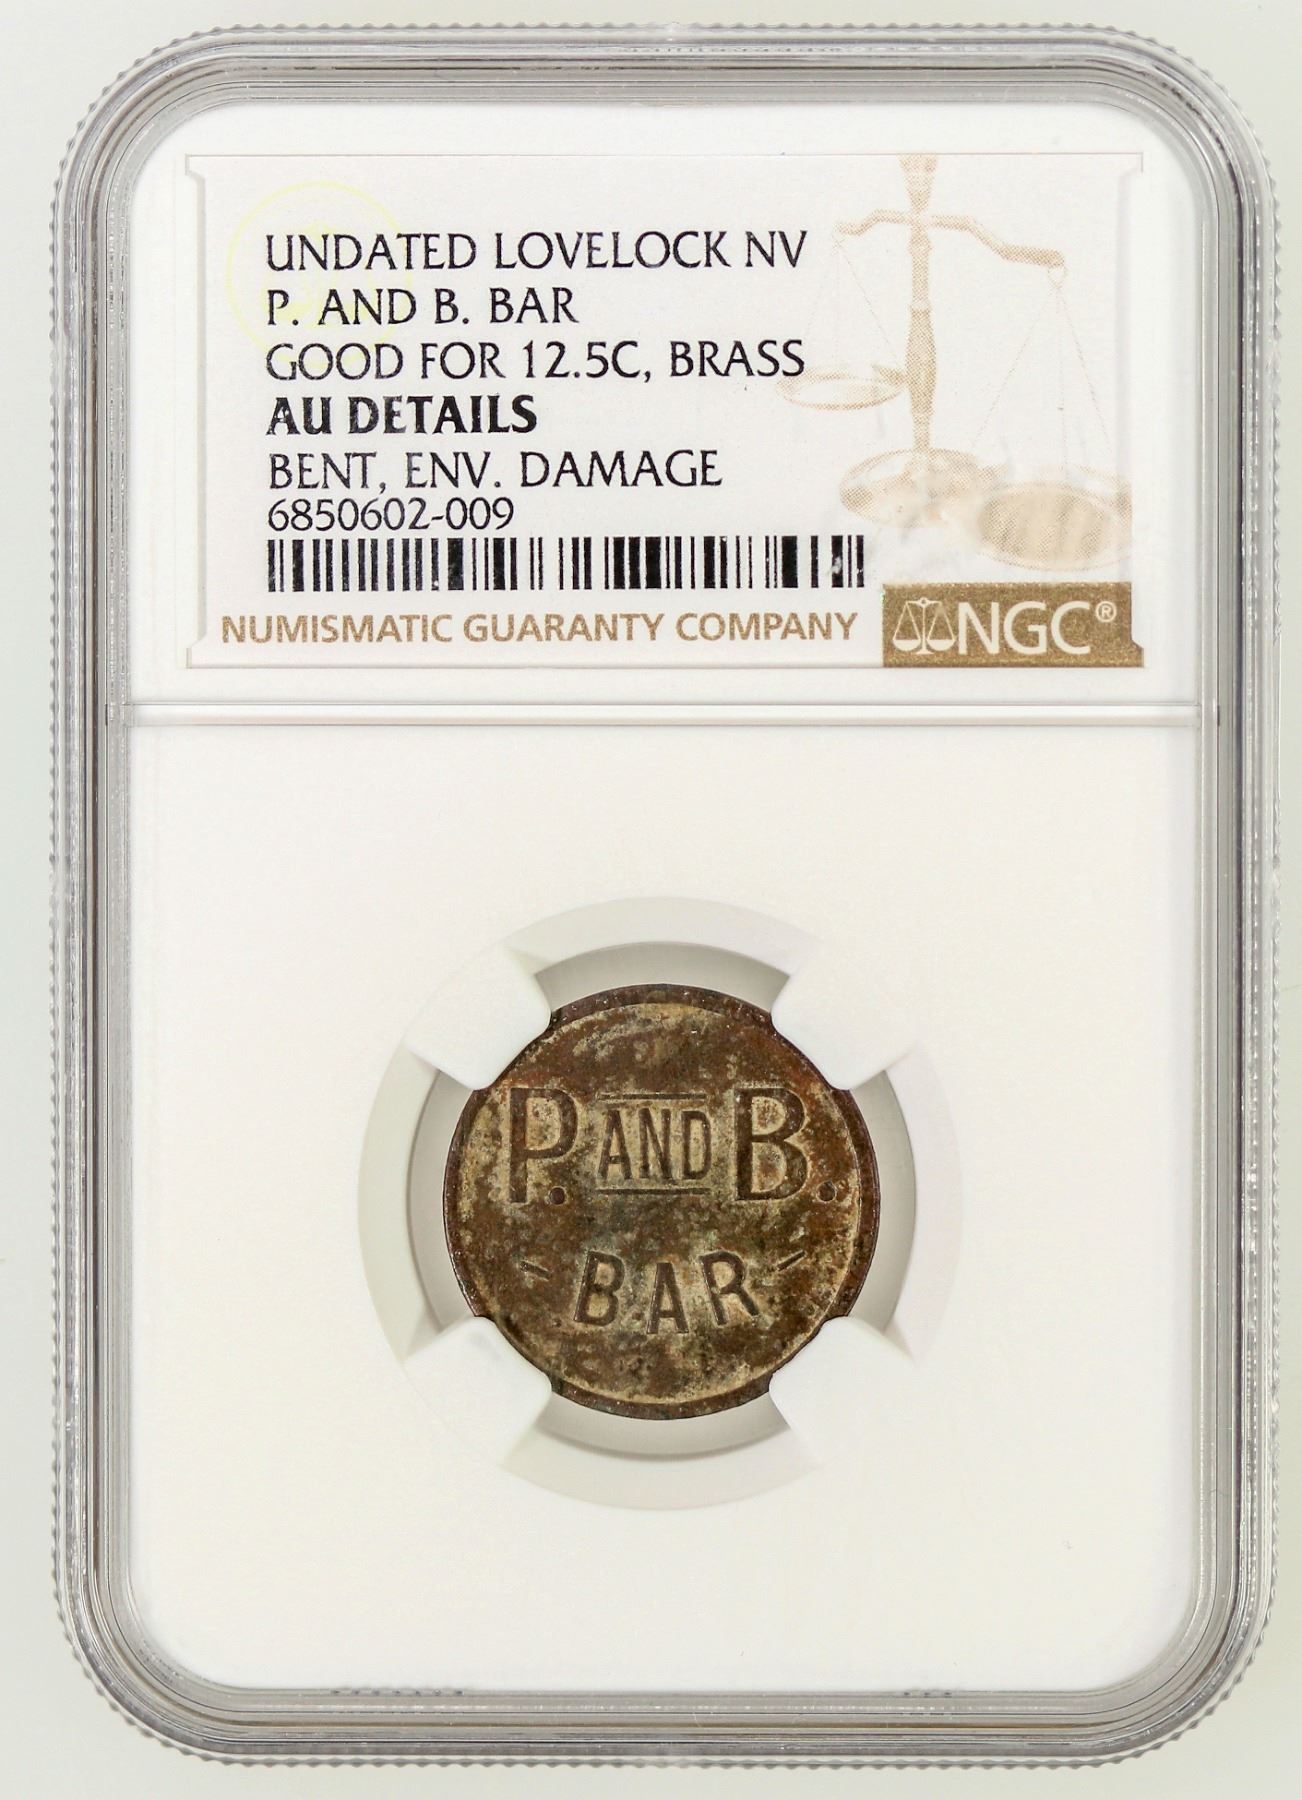 UNDATED LOVELOCK NV
P. AND B. BAR
GOOD FOR 12.5C, BRASS
AU DETAILS
BENT, ENV. DAMAGE
6850602-009
NUMISMATIC GUARANTY COMPANY
NGC®
P. AND B.
- BAR -